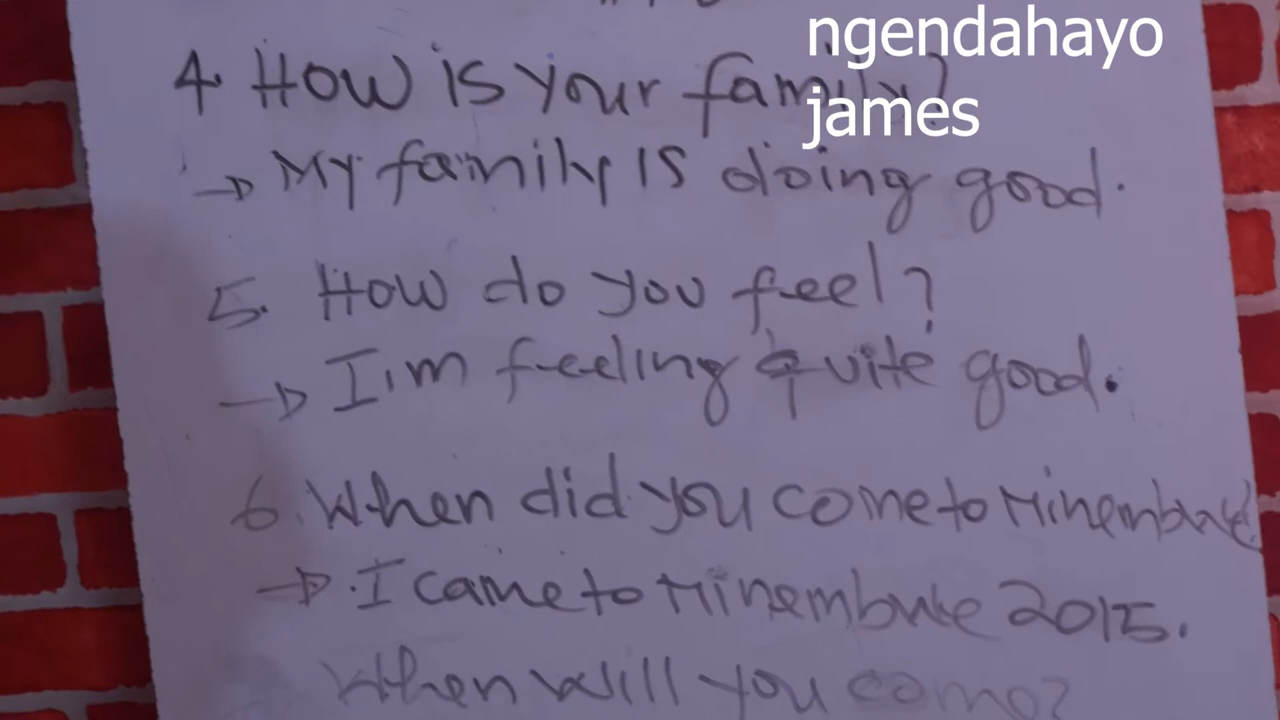 ngendahayo
james
4. How is your family?
→ My family is doing good.
5. How do you feel?
→ I'm feeling quite good.
6. When did you come to Minembwe?
→ I came to Minembwe 2015.
When will you come?